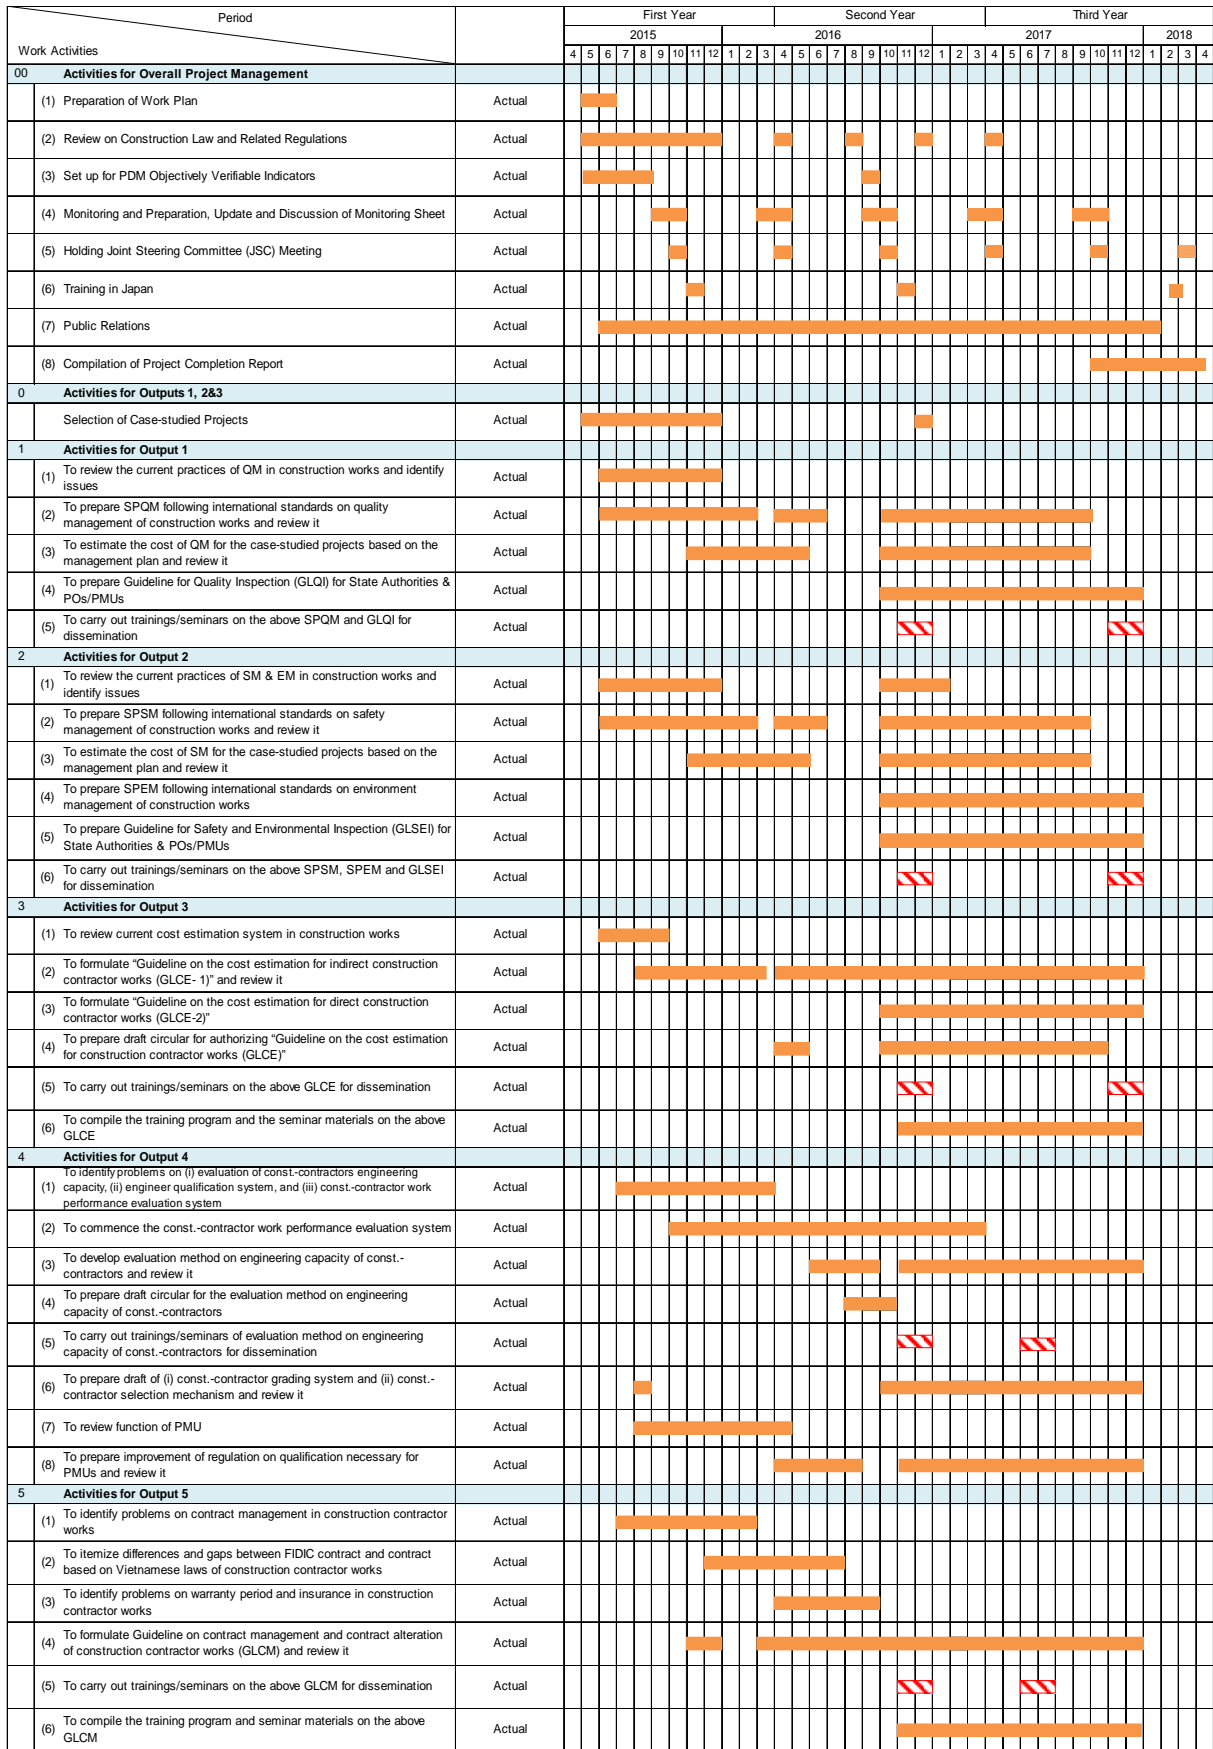 Period
First Year
Second Year
Third Year
2015
2016
2017
2018
Work Activities
4 5 6 7 8 9 10 11 12 1 2 3 4 5 6 7 8 9 10 11 12 1 2 3 4 5 6 7 8 9 10 11 12 1 2 3 4
00 Activities for Overall Project Management
(1) Preparation of Work Plan Actual
(2) Review on Construction Law and Related Regulations Actual
(3) Set up for PDM Objectively Verifiable Indicators Actual
(4) Monitoring and Preparation, Update and Discussion of Monitoring Sheet Actual
(5) Holding Joint Steering Committee (JSC) Meeting Actual
(6) Training in Japan Actual
(7) Public Relations Actual
(8) Compilation of Project Completion Report Actual
0 Activities for Outputs 1, 2&3
Selection of Case-studied Projects Actual
1 Activities for Output 1
(1) To review the current practices of QM in construction works and identify
issues Actual
(2) To prepare SPQM following international standards on quality
management of construction works and review it Actual
(3) To estimate the cost of QM for the case-studied projects based on the
management plan and review it Actual
(4) To prepare Guideline for Quality Inspection (GLQI) for State Authorities &
POs/PMUs Actual
(5) To carry out trainings/seminars on the above SPQM and GLQI for
dissemination Actual
2 Activities for Output 2
(1) To review the current practices of SM & EM in construction works and
identify issues Actual
(2) To prepare SPSM following international standards on safety
management of construction works and review it Actual
(3) To estimate the cost of SM for the case-studied projects based on the
management plan and review it Actual
(4) To prepare SPEM following international standards on environment
management of construction works Actual
(5) To prepare Guideline for Safety and Environmental Inspection (GLSEI) for
State Authorities & POs/PMUs Actual
(6) To carry out trainings/seminars on the above SPSM, SPEM and GLSEI
for dissemination Actual
3 Activities for Output 3
(1) To review current cost estimation system in construction works Actual
(2) To formulate “Guideline on the cost estimation for indirect construction
contractor works (GLCE- 1)” and review it Actual
(3) To formulate “Guideline on the cost estimation for direct construction
contractor works (GLCE-2)” Actual
(4) To prepare draft circular for authorizing “Guideline on the cost estimation
for construction contractor works (GLCE)” Actual
(5) To carry out trainings/seminars on the above GLCE for dissemination Actual
(6) To compile the training program and the seminar materials on the above
GLCE Actual
4 Activities for Output 4
(1) To identify problems on (i) evaluation of const.-contractors engineering
capacity, (ii) engineer qualification system, and (iii) const.-contractor work
performance evaluation system Actual
(2) To commence the const.-contractor work performance evaluation system Actual
(3) To develop evaluation method on engineering capacity of const.-
contractors and review it Actual
(4) To prepare draft circular for the evaluation method on engineering
capacity of const.-contractors Actual
(5) To carry out trainings/seminars of evaluation method on engineering
capacity of const.-contractors for dissemination Actual
(6) To prepare draft of (i) const.-contractor grading system and (ii) const.-
contractor selection mechanism and review it Actual
(7) To review function of PMU Actual
(8) To prepare improvement of regulation on qualification necessary for
PMUs and review it Actual
5 Activities for Output 5
(1) To identify problems on contract management in construction contractor
works Actual
(2) To itemize differences and gaps between FIDIC contract and contract
based on Vietnamese laws of construction contractor works Actual
(3) To identify problems on warranty period and insurance in construction
contractor works Actual
(4) To formulate Guideline on contract management and contract alteration
of construction contractor works (GLCM) and review it Actual
(5) To carry out trainings/seminars on the above GLCM for dissemination Actual
(6) To compile the training program and seminar materials on the above
GLCM Actual